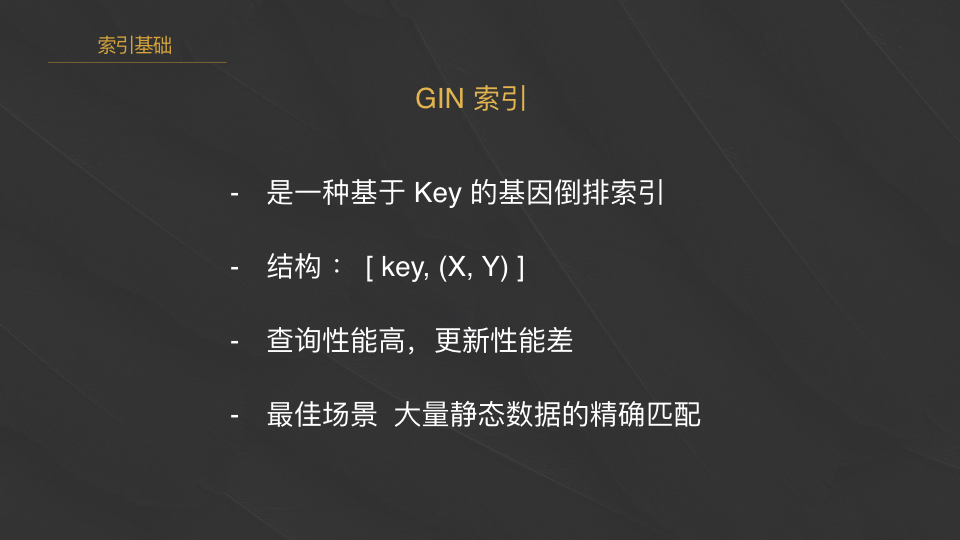 索引基础
GIN 索引
- 是一种基于 Key 的基因倒排索引
- 结构： [ key, (X, Y) ]
- 查询性能高，更新性能差
- 最佳场景 大量静态数据的精确匹配